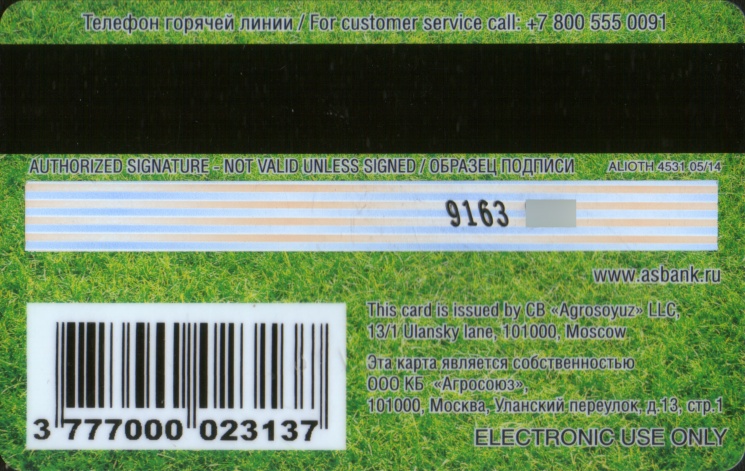 Телефон горячей линии / For customer service call: +7 800 555 0091
AUTHORIZED SIGNATURE - NOT VALID UNLESS SIGNED / ОБРАЗЕЦ ПОДПИСИ ALIOTH 4531 05/14
9163
www.asbank.ru
This card is issued by CB «Agrosoyuz» LLC,
13/1 Ulansky lane, 101000, Moscow
Эта карта является собственностью
ООО КБ «Агросоюз»,
101000, Москва, Уланский переулок, д.13, стр.1
3 777000 023137
ELECTRONIC USE ONLY